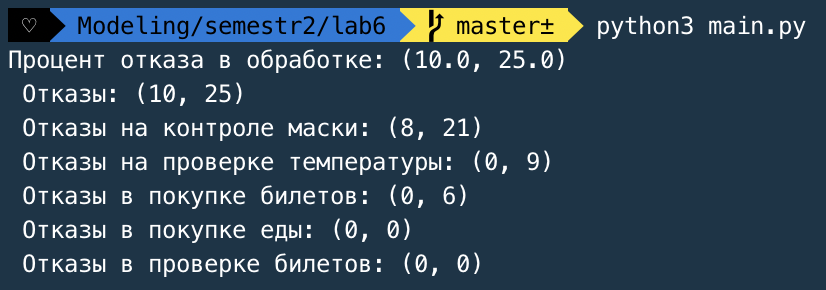 ♡ Modeling/semestr2/lab6 master± python3 main.py
Процент отказа в обработке: (10.0, 25.0)
Отказы: (10, 25)
Отказы на контроле маски: (8, 21)
Отказы на проверке температуры: (0, 9)
Отказы в покупке билетов: (0, 6)
Отказы в покупке еды: (0, 0)
Отказы в проверке билетов: (0, 0)